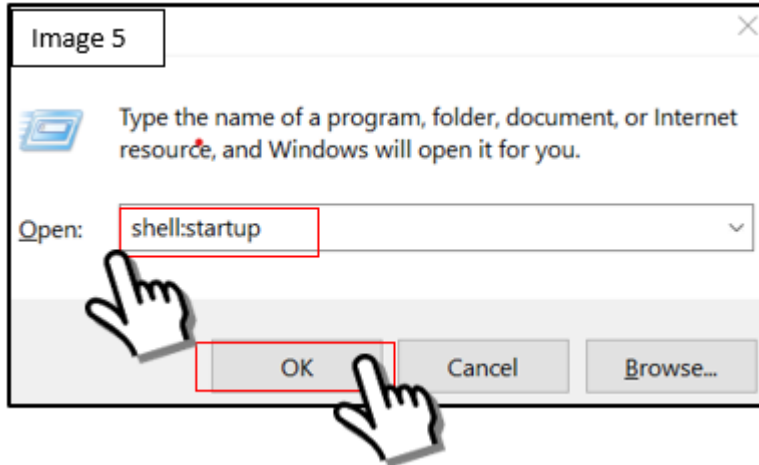 Image 5
Type the name of a program, folder, document, or Internet
resource, and Windows will open it for you.
Open: shell:startup
OK Cancel Browse...